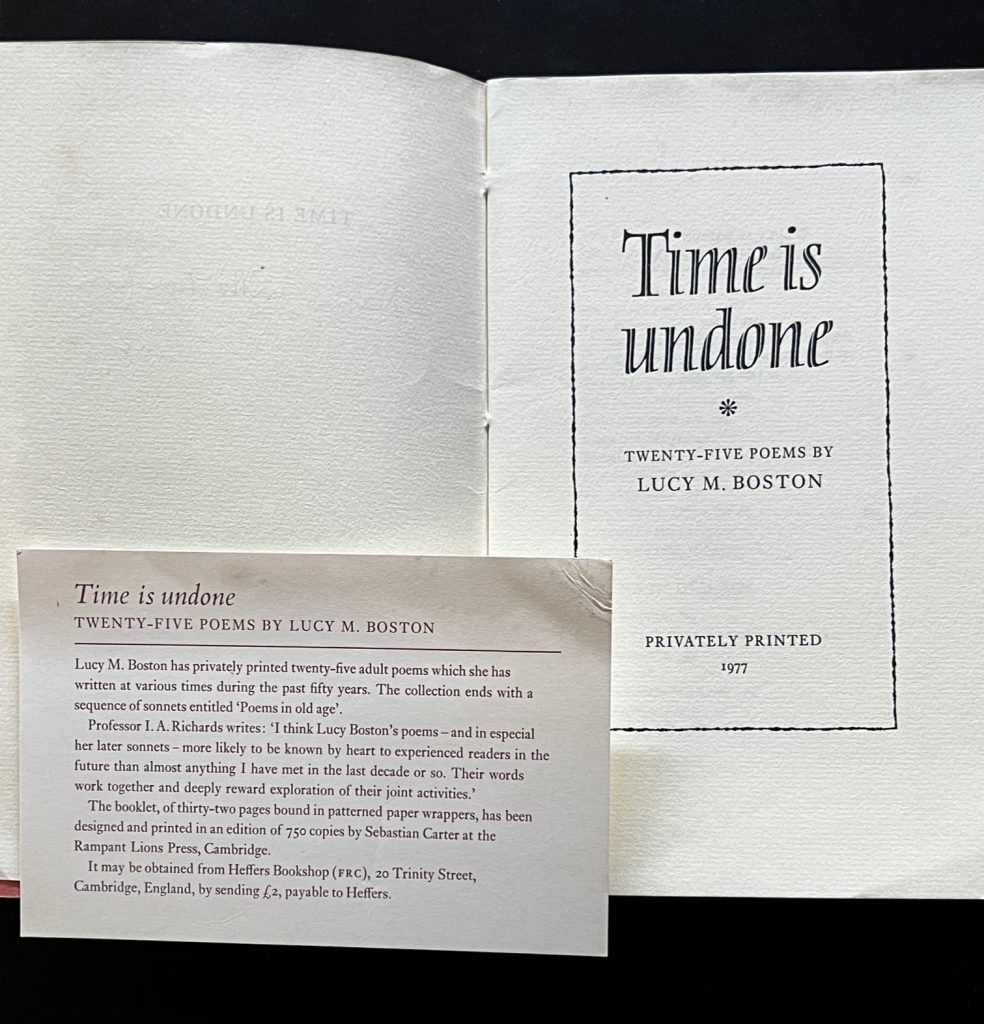 TIME IS UNDONE
Time is
undone
*
TWENTY-FIVE POEMS BY
LUCY M. BOSTON
PRIVATELY PRINTED
1977
Time is undone
TWENTY-FIVE POEMS BY LUCY M. BOSTON
Lucy M. Boston has privately printed twenty-five adult poems which she has
written at various times during the past fifty years. The collection ends with a
sequence of sonnets entitled ‘Poems in old age’.
Professor I. A. Richards writes: ‘I think Lucy Boston’s poems – and in especial
her later sonnets – more likely to be known by heart to experienced readers in the
future than almost anything I have met in the last decade or so. Their words
work together and deeply reward exploration of their joint activities.’
The booklet, of thirty-two pages bound in patterned paper wrappers, has been
designed and printed in an edition of 750 copies by Sebastian Carter at the
Rampant Lions Press, Cambridge.
It may be obtained from Heffers Bookshop (FRC), 20 Trinity Street,
Cambridge, England, by sending £2, payable to Heffers.